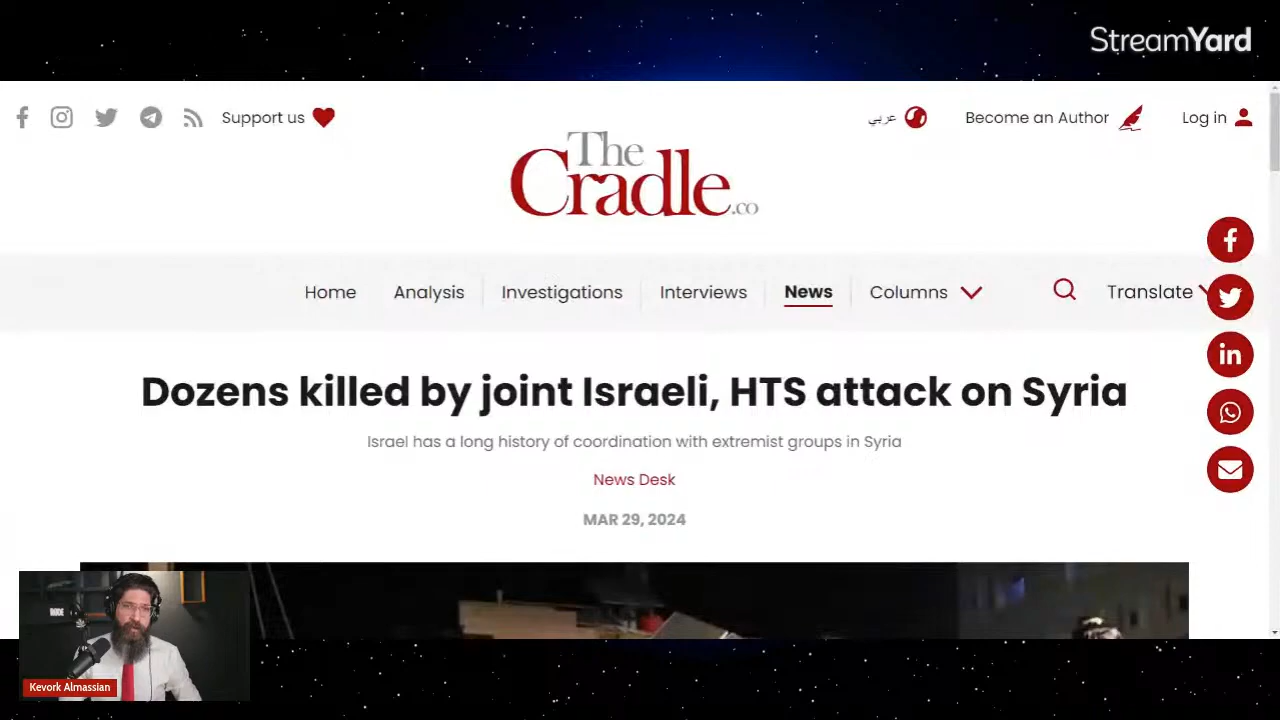 StreamYard
Support us
عربي
Become an Author
Log in
The
Cradle.co
Home
Analysis
Investigations
Interviews
News
Columns
Translate
Dozens killed by joint Israeli, HTS attack on Syria
Israel has a long history of coordination with extremist groups in Syria
News Desk
MAR 29, 2024
RØDE
Kevork Almassian